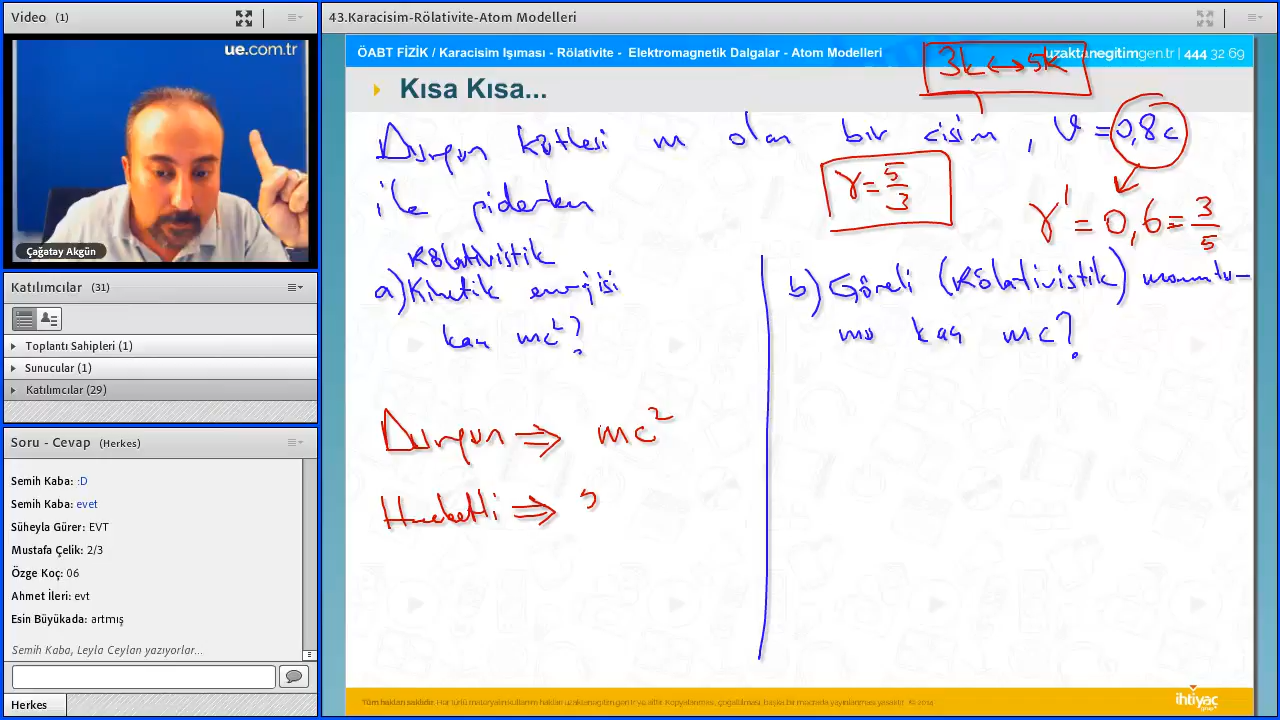 Video (1)
ue.com.tr
Çağatay Akgün
Katılımcılar (31)
Toplantı Sahipleri (1)
Sunucular (1)
Katılımcılar (29)
Soru - Cevap (Herkes)
Semih Kaba: :D
Semih Kaba: evet
Süheyla Gürer: EVT
Mustafa Çelik: 2/3
Özge Koç: 06
Ahmet İleri: evt
Esin Büyükada: artmış
Semih Kaba, Leyla Ceylan yazıyorlar...
Herkes
43.Karacisim-Rölativite-Atom Modelleri
ÖABT FİZİK / Karacisim Işıması - Rölativite - Elektromagnetik Dalgalar - Atom Modelleri
uzaktanegitimgen.tr | 444 32 69
3k ↔ 5k
Kısa Kısa...
Durgun kütlesi m olan bir cisim, v = 0,8c
γ = 5/3
ile giderken
γ' = 0,6 = 3/5
Rölativistik
a) Kinetik enerjisi
kaç mc²?
b) Göreli (Rölativistik) momentu-
mu kaç mc?
Durgun ⇒ mc²
Hareketli ⇒
Tüm hakları saklıdır.
© 2014
ihtiyaç